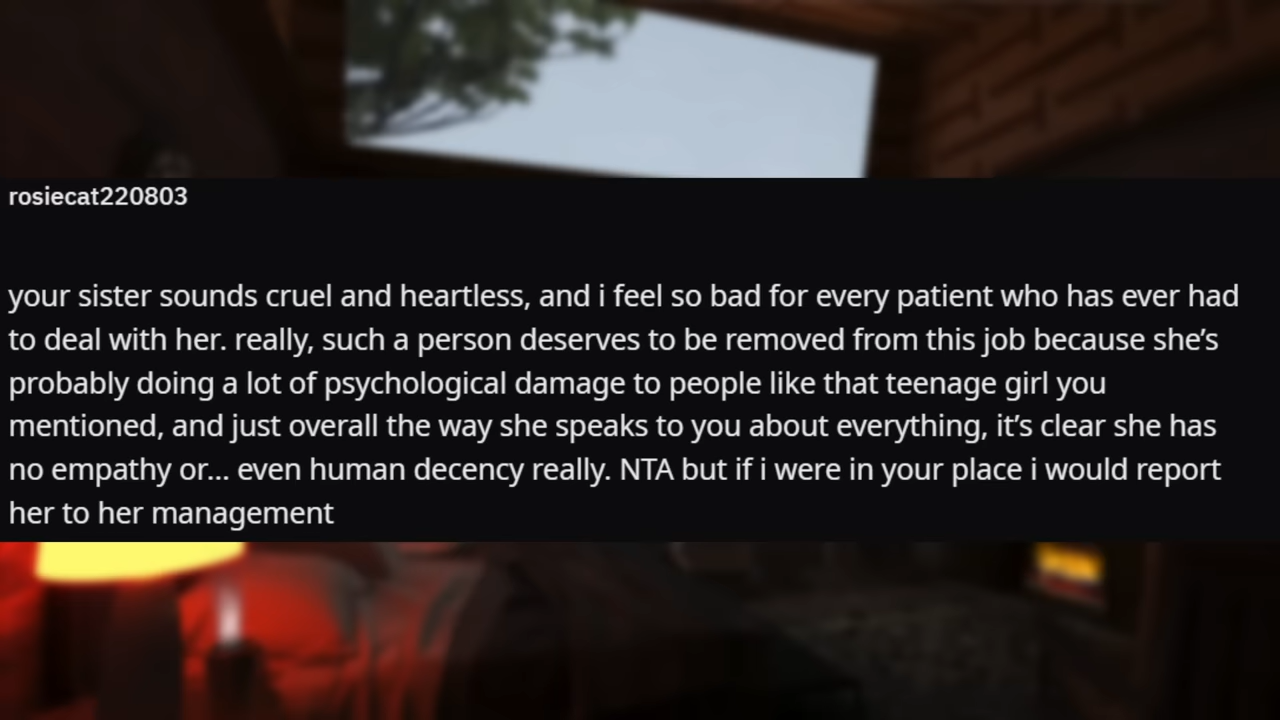 rosiecat220803
your sister sounds cruel and heartless, and i feel so bad for every patient who has ever had
to deal with her. really, such a person deserves to be removed from this job because she’s
probably doing a lot of psychological damage to people like that teenage girl you
mentioned, and just overall the way she speaks to you about everything, it’s clear she has
no empathy or... even human decency really. NTA but if i were in your place i would report
her to her management